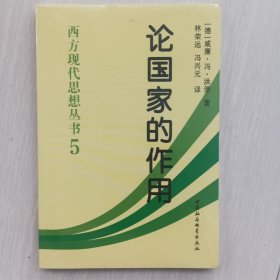 西方现代思想丛书 5
论国家的作用
［德］威廉·冯·洪堡 著
林荣远 冯兴元 译
中国社会科学出版社